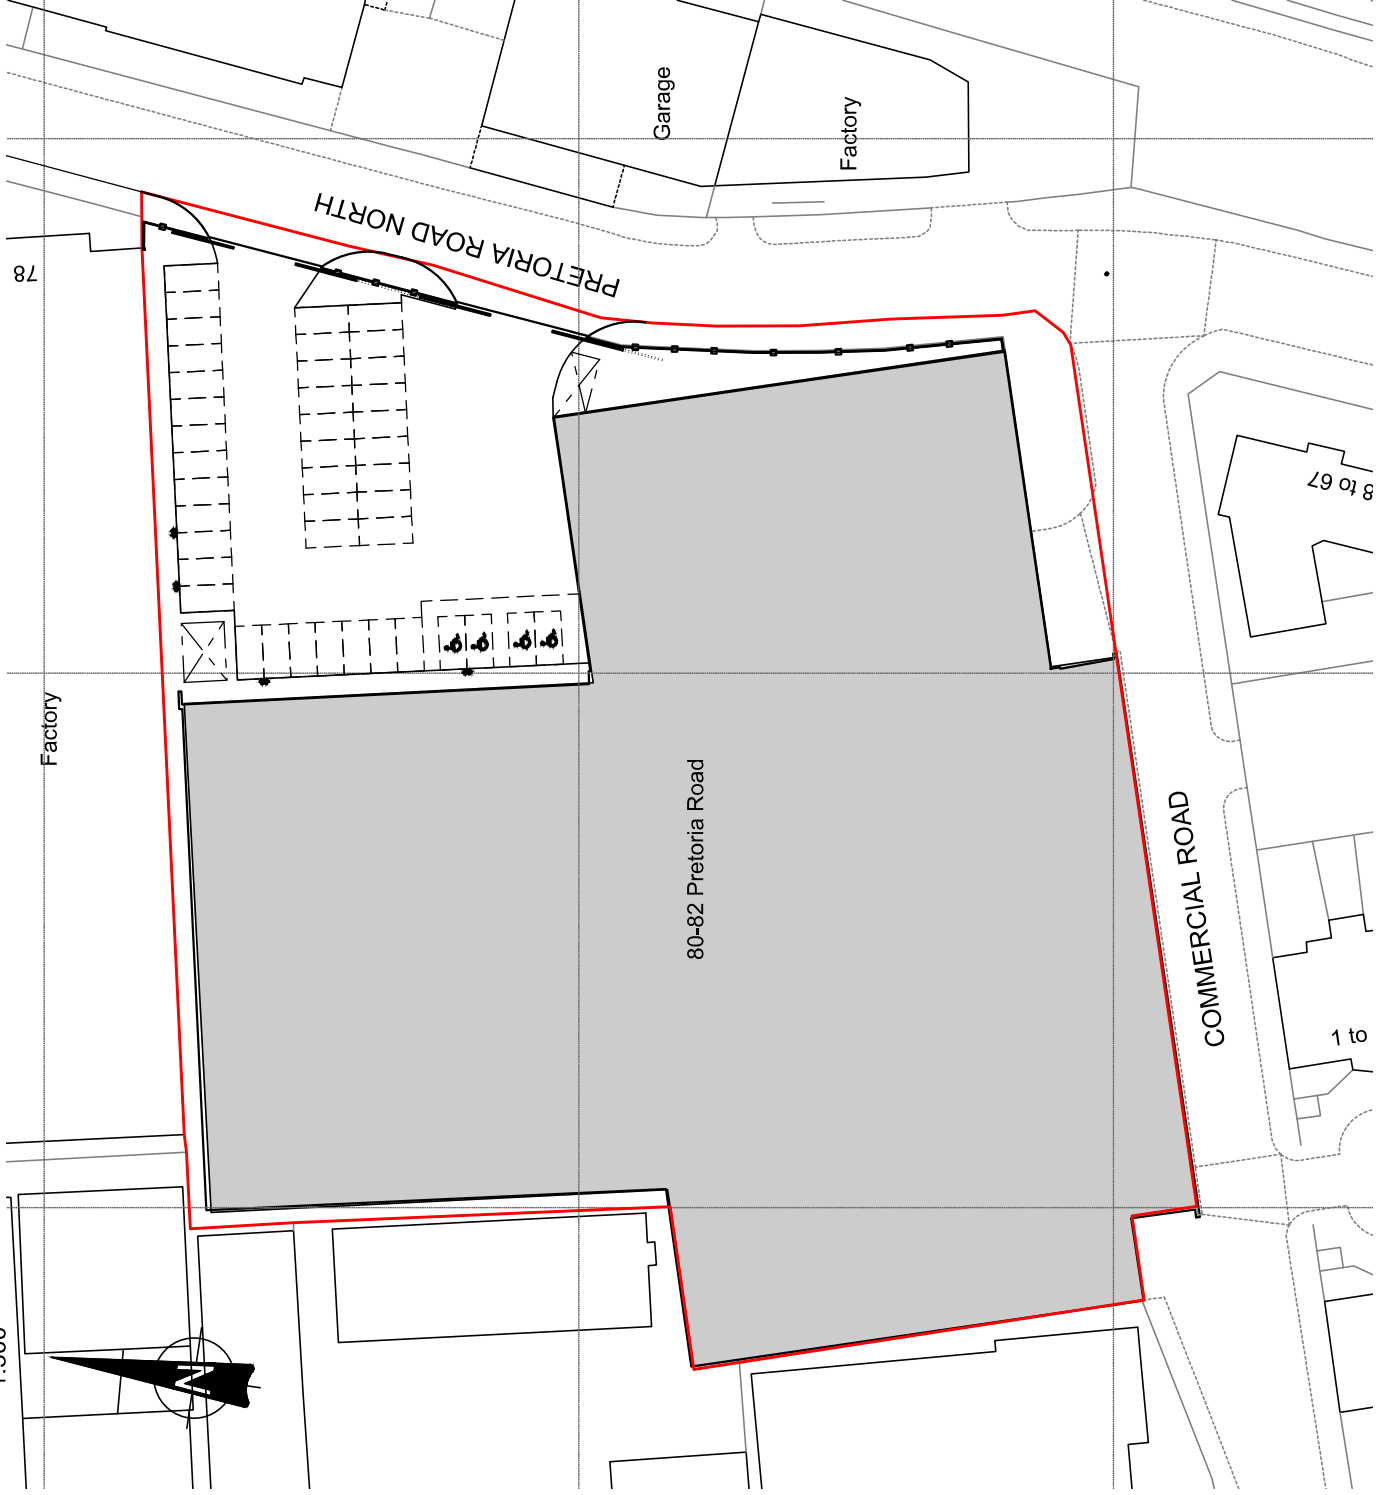 Garage
Factory
PRETORIA ROAD NORTH
78
8 to 67
Factory
80-82 Pretoria Road
COMMERCIAL ROAD
1 to
N